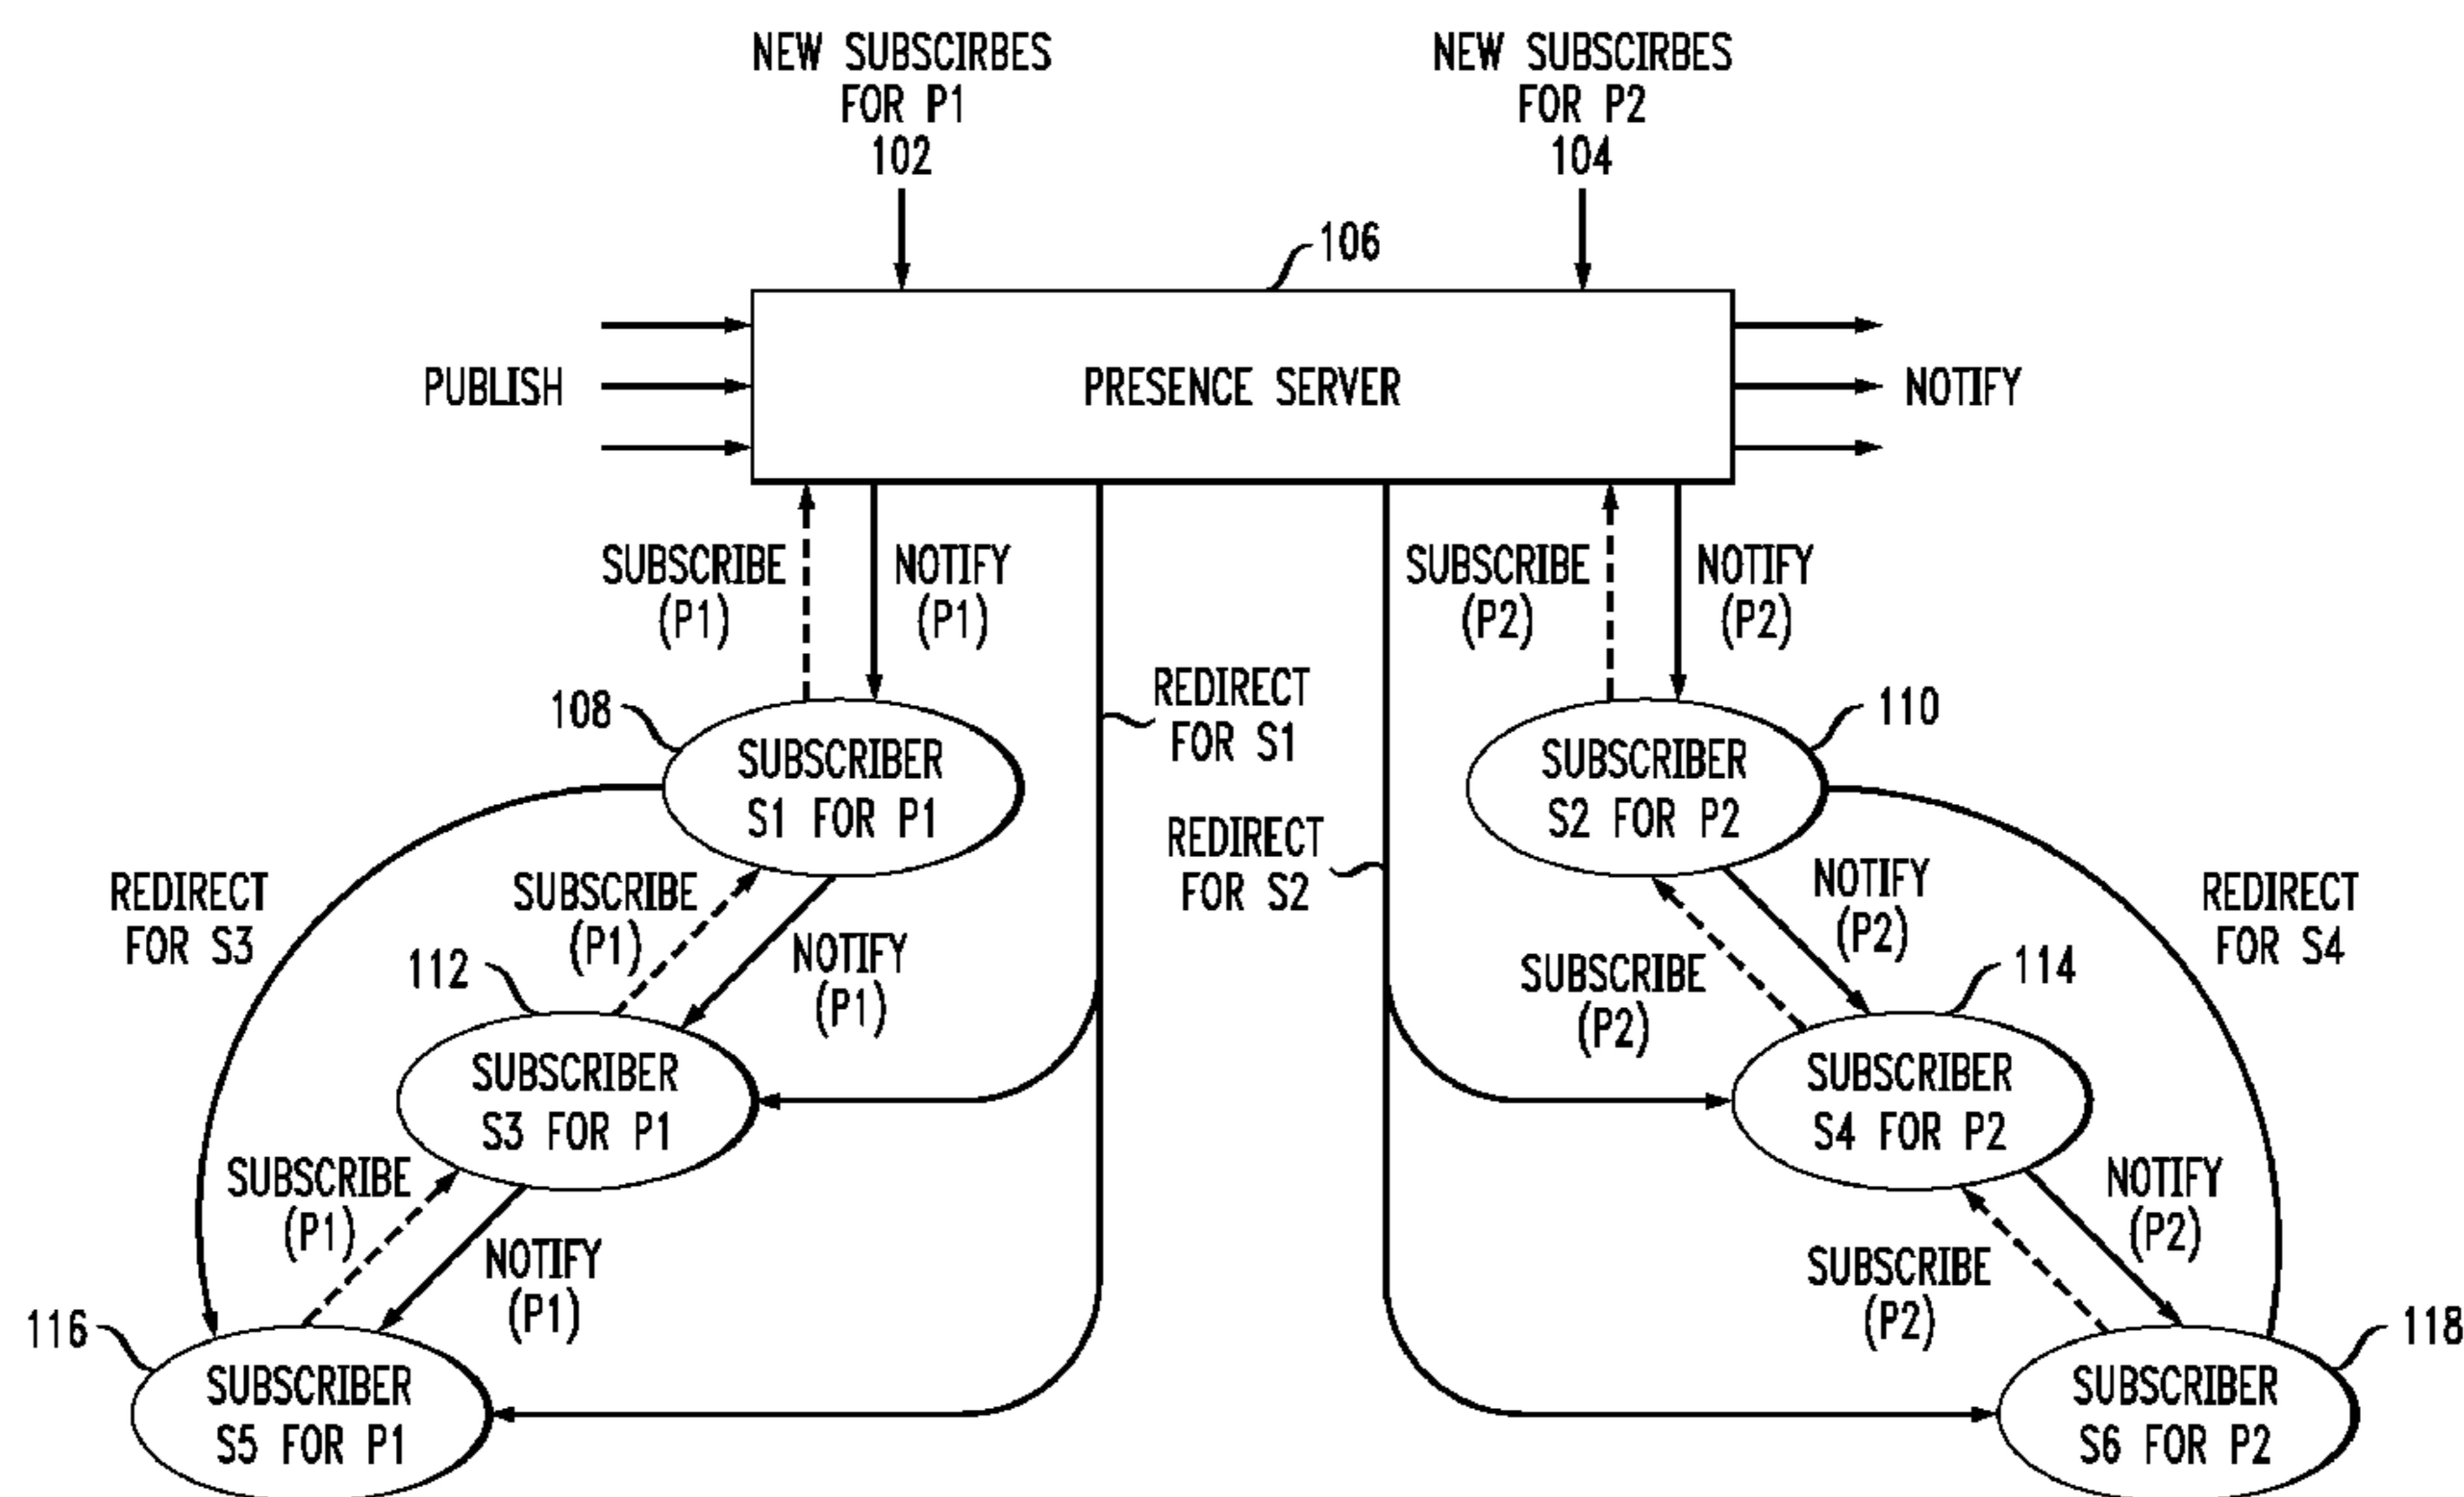 NEW SUBSCIRBES
FOR P1
102
NEW SUBSCIRBES
FOR P2
104
106
PUBLISH
PRESENCE SERVER
NOTIFY
SUBSCRIBE
(P1)
NOTIFY
(P1)
SUBSCRIBE
(P2)
NOTIFY
(P2)
REDIRECT
FOR S1
108
SUBSCRIBER
S1 FOR P1
110
SUBSCRIBER
S2 FOR P2
REDIRECT
FOR S2
REDIRECT
FOR S3
SUBSCRIBE
(P1)
NOTIFY
(P1)
NOTIFY
(P2)
SUBSCRIBE
(P2)
REDIRECT
FOR S4
112
SUBSCRIBER
S3 FOR P1
114
SUBSCRIBER
S4 FOR P2
SUBSCRIBE
(P1)
NOTIFY
(P1)
NOTIFY
(P2)
SUBSCRIBE
(P2)
116
SUBSCRIBER
S5 FOR P1
118
SUBSCRIBER
S6 FOR P2